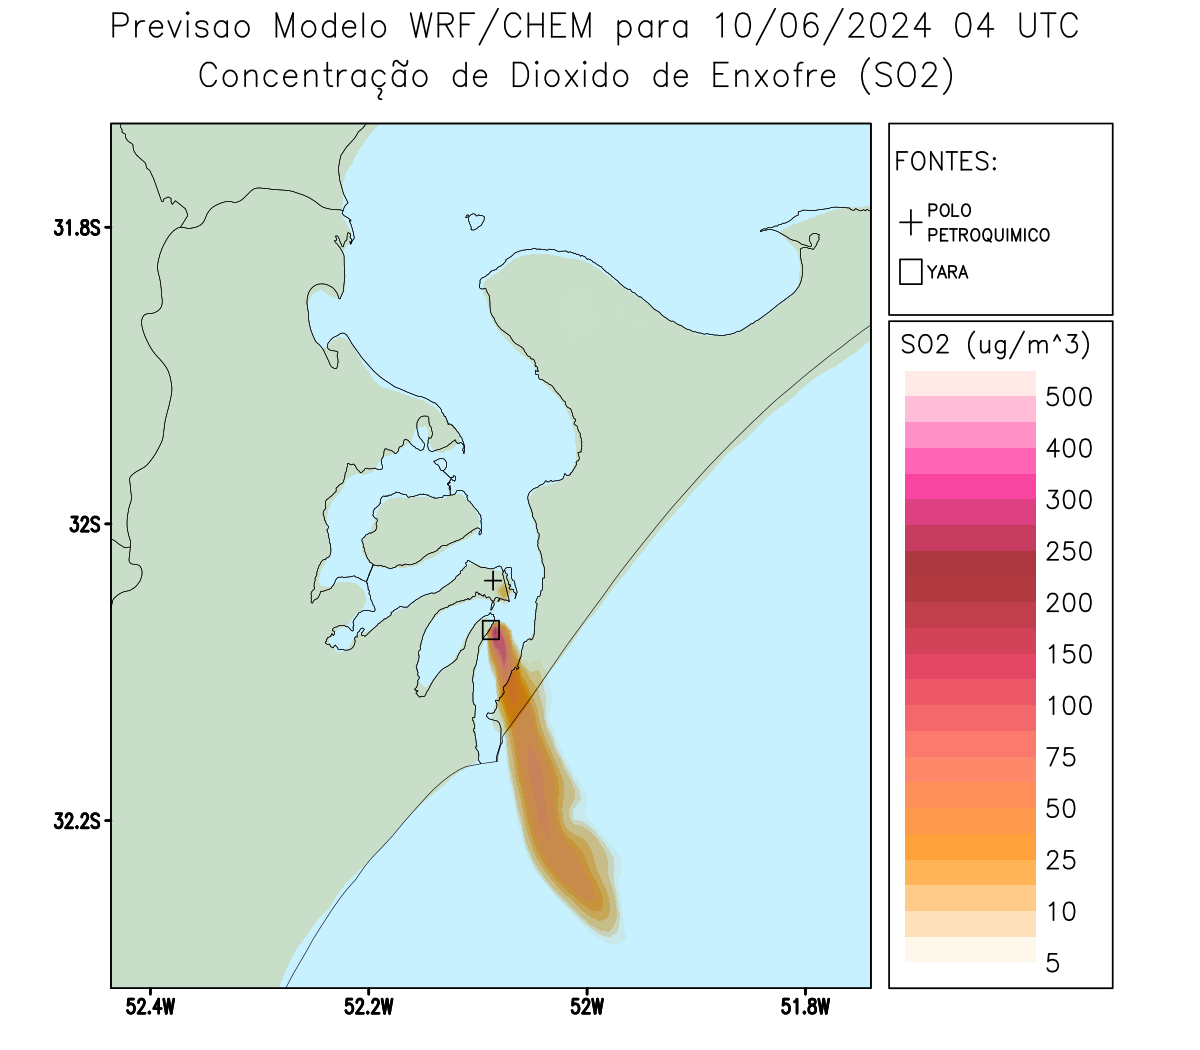 Previsao Modelo WRF/CHEM para 10/06/2024 04 UTC
Concentração de Dioxido de Enxofre (SO2)
FONTES:
POLO
PETROQUIMICO
YARA
31.8S
32S
32.2S
52.4W
52.2W
52W
51.8W
SO2 (ug/m^3)
500
400
300
250
200
150
100
75
50
25
10
5